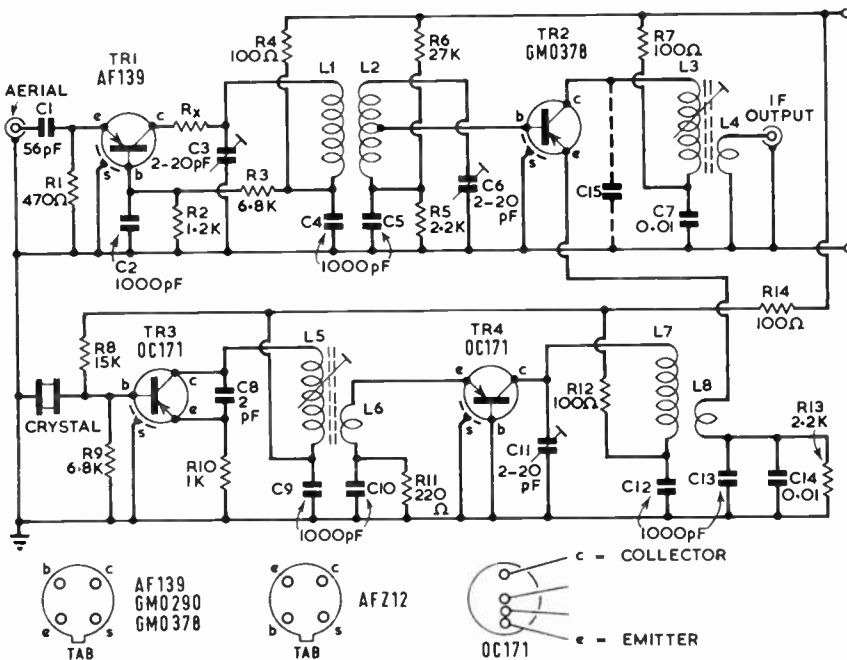 AERIAL
C1
56pF
R1
470Ω
TR1
AF139
e
c
s
b
C2
1000pF
Rx
C3
2-20pF
R2
1.2K
R3
6.8K
R4
100Ω
L1
L2
C4
C5
1000pF
R6
27K
R5
2.2K
C6
2-20
pF
TR2
GM0378
b
c
s
e
C15
R7
100Ω
L3
L4
IF
OUTPUT
C7
0.01
R14
100Ω
R8
15K
CRYSTAL
R9
6.8K
TR3
OC171
b
c
e
s
C8
2
pF
R10
1K
L5
L6
C9
C10
1000pF
R11
220
Ω
TR4
OC171
e
c
s
b
C11
2-20
pF
R12
100Ω
L7
L8
C12
C13
1000pF
C14
0.01
R13
2.2K
b
c
e
s
TAB
AF139
GM0290
GM0378
e
c
b
s
TAB
AFZ12
OC171
c = COLLECTOR
e = EMITTER